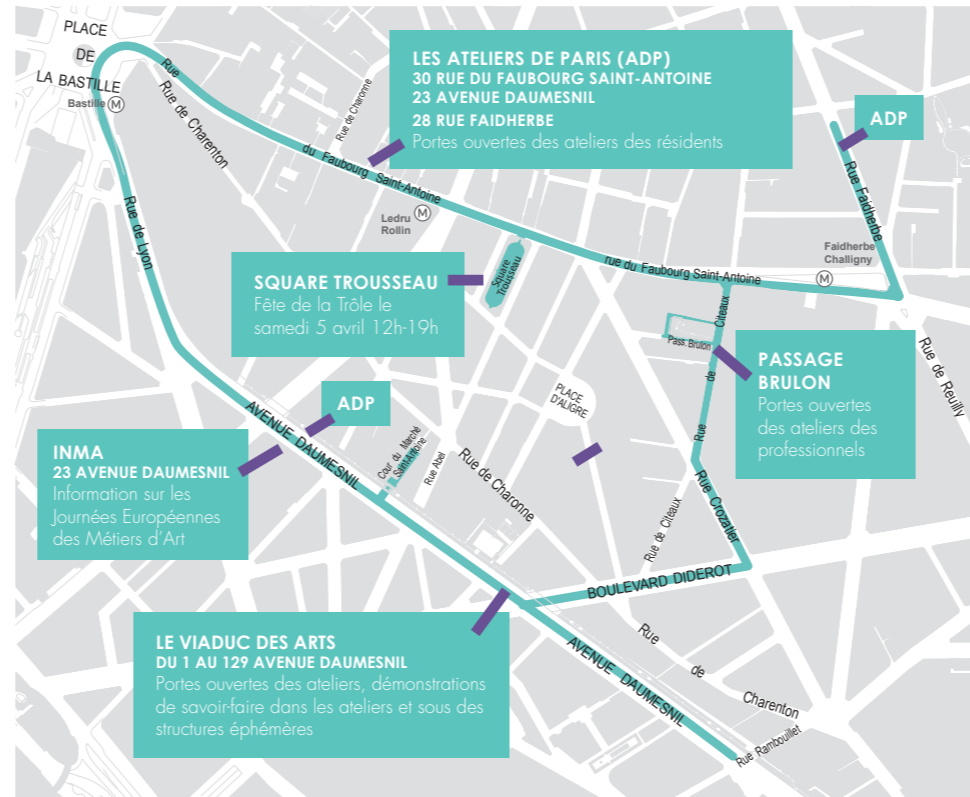 PLACE
DE
LA BASTILLE
Bastille M
Rue
du Faubourg Saint-Antoine
Rue de Charenton
Rue de Charonne
LES ATELIERS DE PARIS (ADP)
30 RUE DU FAUBOURG SAINT-ANTOINE
23 AVENUE DAUMESNIL
28 RUE FAIDHERBE
Portes ouvertes des ateliers des résidents
ADP
Rue Faidherbe
Rue de Lyon
Ledru
Rollin
M
Faidherbe
Challigny
M
rue du Faubourg Saint-Antoine
SQUARE TROUSSEAU
Fête de la Trôle le
samedi 5 avril 12h-19h
Square
Trousseau
Rue de Citeaux
Pass. Brulon
PASSAGE
BRULON
Portes ouvertes
des ateliers des
professionnels
Rue de Reuilly
PLACE
D'ALIGRE
ADP
AVENUE DAUMESNIL
INMA
23 AVENUE DAUMESNIL
Information sur les
Journées Européennes
des Métiers d'Art
Cour du Marché
Saint-Antoine
Rue Abel
Rue de Charonne
Rue de Citeaux
Rue Crozatier
BOULEVARD DIDEROT
LE VIADUC DES ARTS
DU 1 AU 129 AVENUE DAUMESNIL
Portes ouvertes des ateliers, démonstrations
de savoir-faire dans les ateliers et sous des
structures éphémères
AVENUE DAUMESNIL
Rue de Charenton
Rue Rambouillet